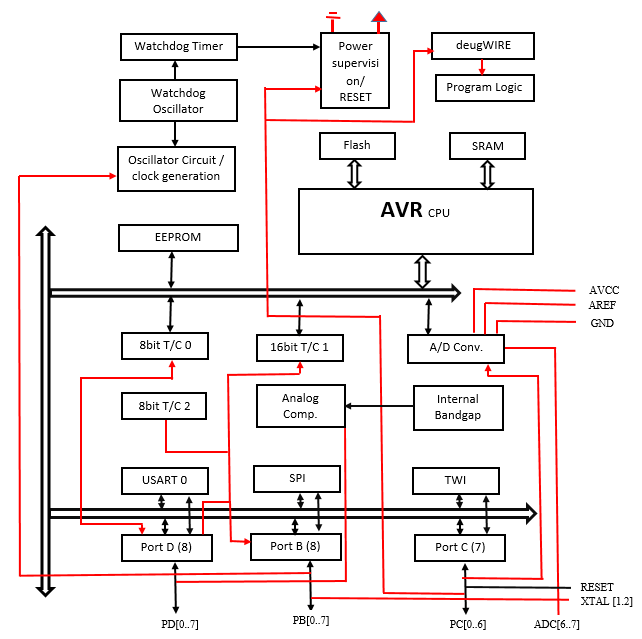 Watchdog Timer
Power
supervisi
on/
RESET
deugWIRE
Program Logic
Watchdog
Oscillator
Oscillator Circuit /
clock generation
Flash
SRAM
AVR CPU
EEPROM
AVCC
AREF
GND
8bit T/C 0
16bit T/C 1
A/D Conv.
8bit T/C 2
Analog
Comp.
Internal
Bandgap
USART 0
SPI
TWI
Port D (8)
Port B (8)
Port C (7)
RESET
XTAL [1.2]
PD[0..7]
PB[0..7]
PC[0..6]
ADC[6..7]